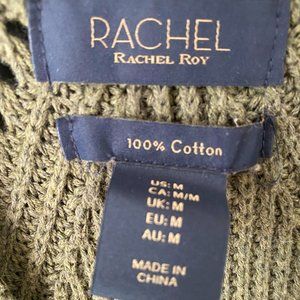 RACHEL
RACHEL ROY
100% Cotton
US: M
CA: M/M
UK: M
EU: M
AU: M
MADE IN
CHINA